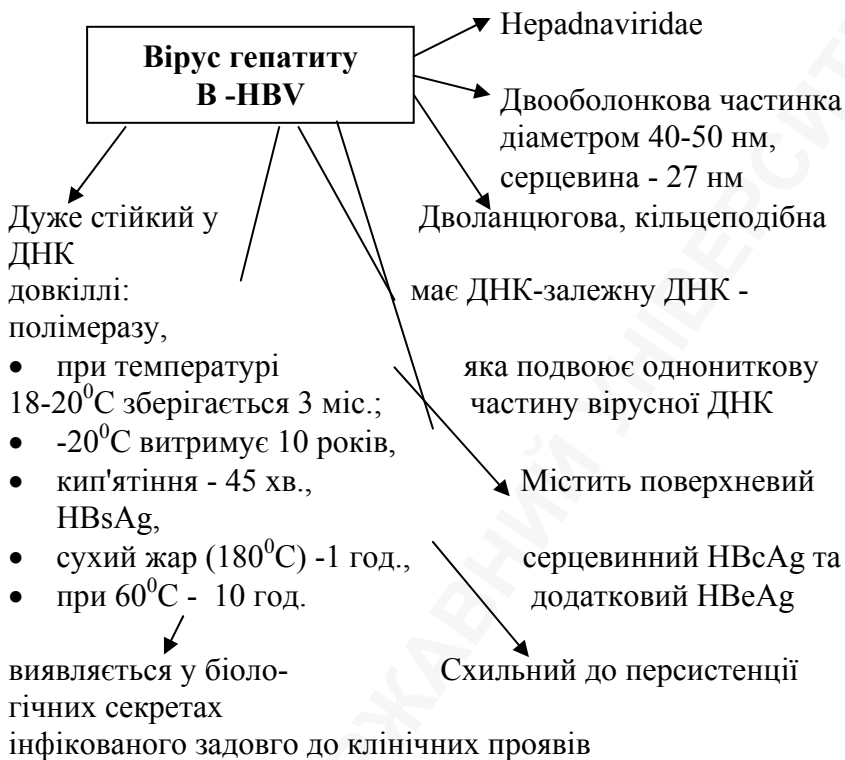 Hepadnaviridae
Вірус гепатиту
В -HBV
Двооболонкова частинка
діаметром 40-50 нм,
серцевина - 27 нм
Дуже стійкий у Дволанцюгова, кільцеподібна
ДНК
довкіллі: має ДНК-залежну ДНК -
полімеразу,
• при температурі яка подвоює однониткову
18-20⁰С зберігається 3 міс.; частину вірусної ДНК
• -20⁰С витримує 10 років,
• кип'ятіння - 45 хв., Містить поверхневий
HBsAg,
• сухий жар (180⁰С) -1 год., серцевинний HBcAg та
• при 60⁰С - 10 год. додатковий HBeAg
виявляється у біоло- Схильний до персистенції
гічних секретах
інфікованого задовго до клінічних проявів